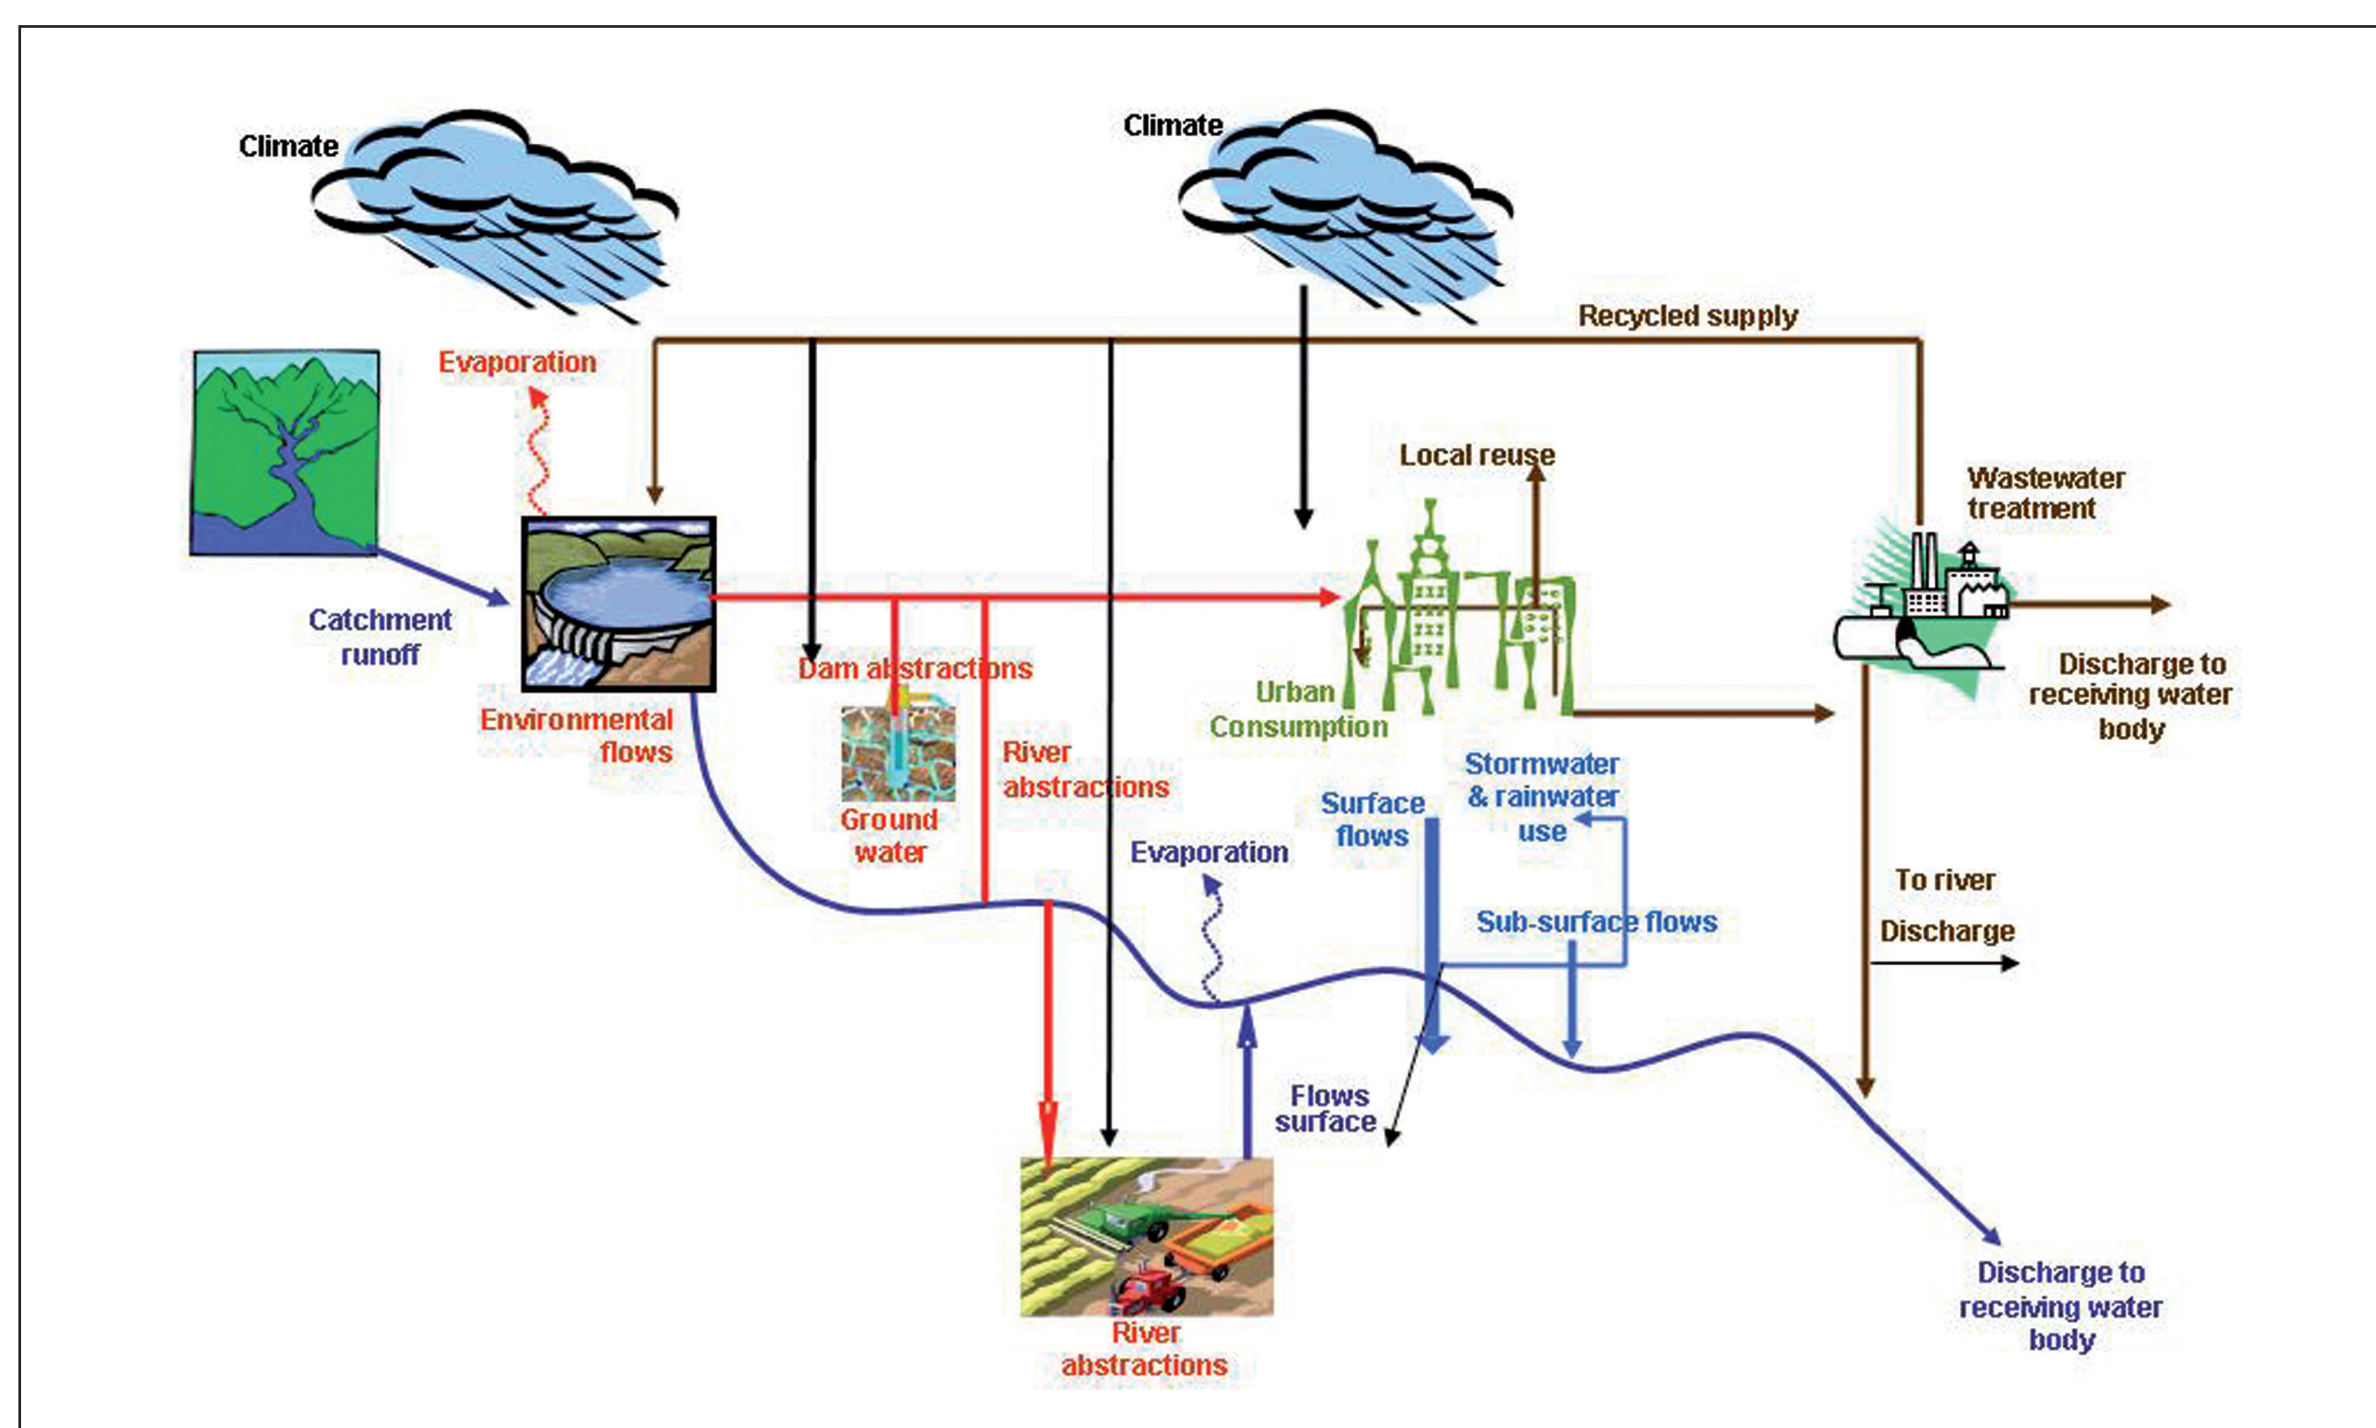 Climate
Climate
Recycled supply
Evaporation
Local reuse
Wastewater
treatment
Catchment
runoff
Dam abstractions
Discharge to
receiving water
body
Urban
Consumption
Environmental
flows
River
abstractions
Stormwater
& rainwater
use
Surface
flows
Ground
water
Evaporation
To river
Discharge
Sub-surface flows
Flows
surface
Discharge to
receiving water
body
River
abstractions